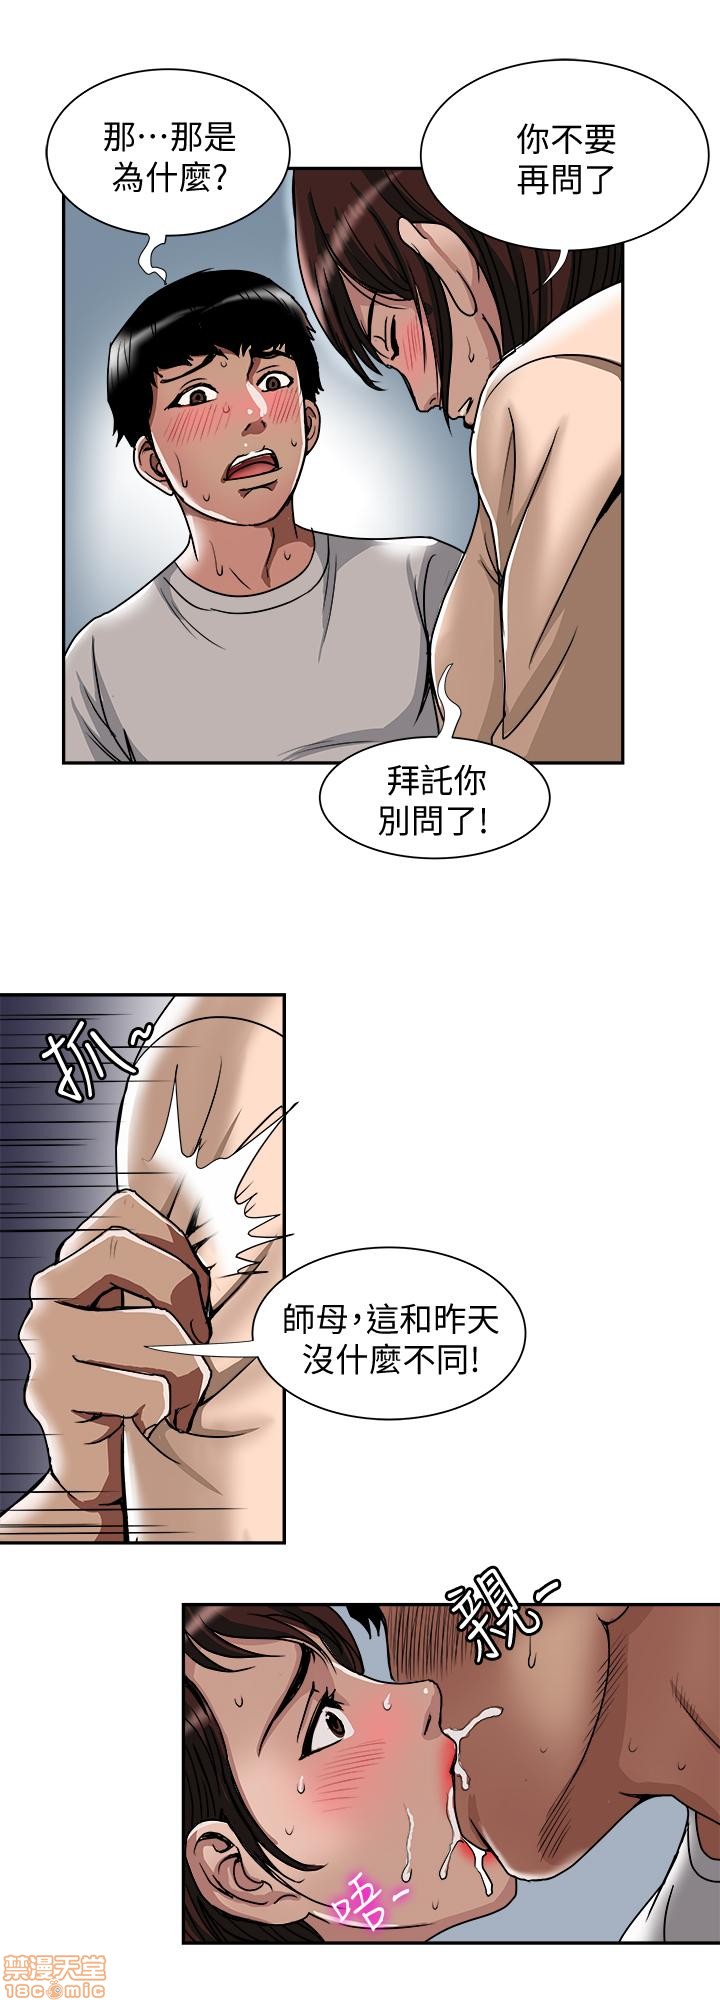 那…那是
為什麼?
你不要
再問了
拜託你
別問了!
抓~
師母,這和昨天
沒什麼不同!
親-
唔-
禁漫天堂
18comic